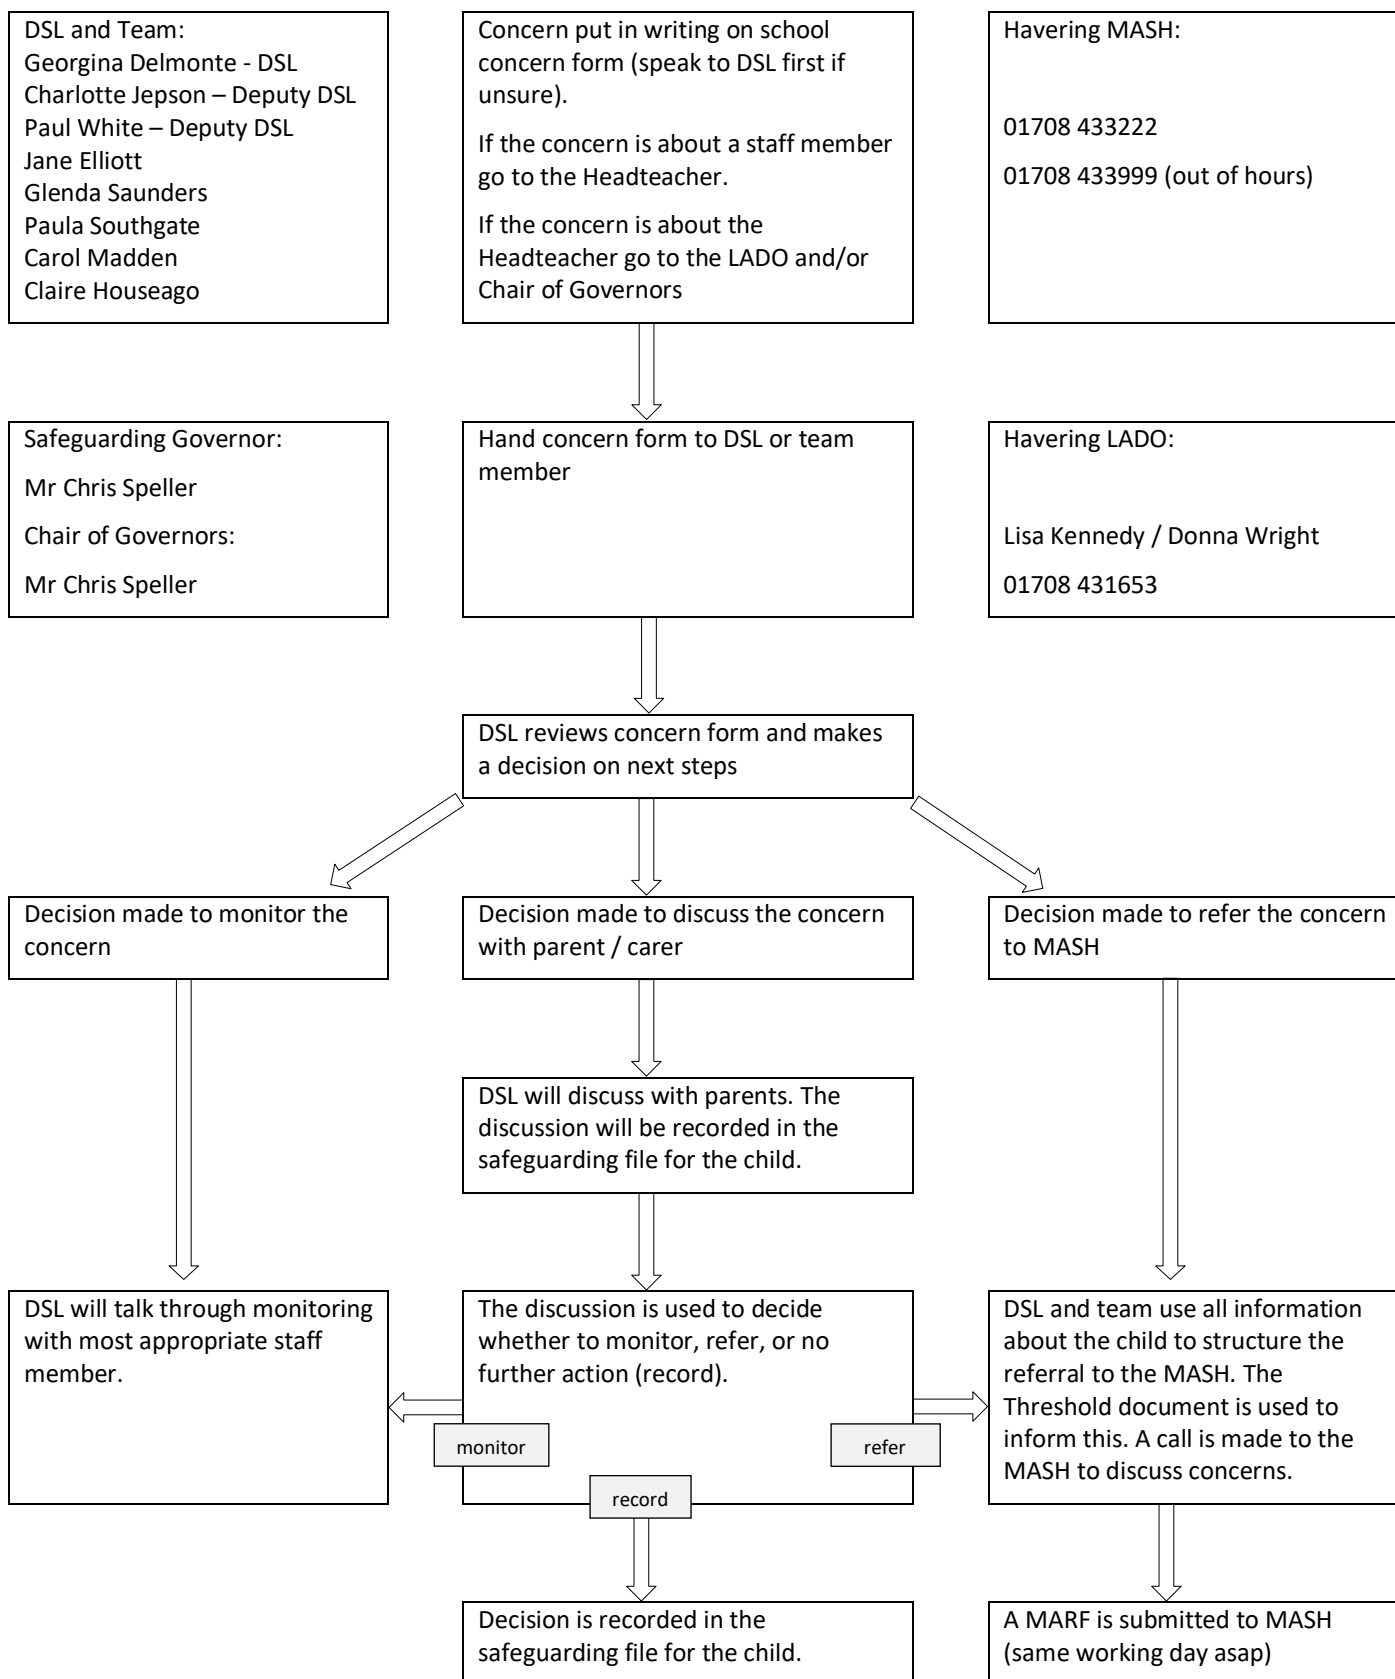 DSL and Team:
Georgina Delmonte - DSL
Charlotte Jepson – Deputy DSL
Paul White – Deputy DSL
Jane Elliott
Glenda Saunders
Paula Southgate
Carol Madden
Claire Houseago
Concern put in writing on school
concern form (speak to DSL first if
unsure).
If the concern is about a staff member
go to the Headteacher.
If the concern is about the
Headteacher go to the LADO and/or
Chair of Governors
Havering MASH:
01708 433222
01708 433999 (out of hours)
Safeguarding Governor:
Mr Chris Speller
Chair of Governors:
Mr Chris Speller
Hand concern form to DSL or team
member
Havering LADO:
Lisa Kennedy / Donna Wright
01708 431653
DSL reviews concern form and makes
a decision on next steps
Decision made to monitor the
concern
Decision made to discuss the concern
with parent / carer
Decision made to refer the concern
to MASH
DSL will discuss with parents. The
discussion will be recorded in the
safeguarding file for the child.
DSL will talk through monitoring
with most appropriate staff
member.
The discussion is used to decide
whether to monitor, refer, or no
further action (record).
DSL and team use all information
about the child to structure the
referral to the MASH. The
Threshold document is used to
inform this. A call is made to the
MASH to discuss concerns.
monitor
refer
record
Decision is recorded in the
safeguarding file for the child.
A MARF is submitted to MASH
(same working day asap)